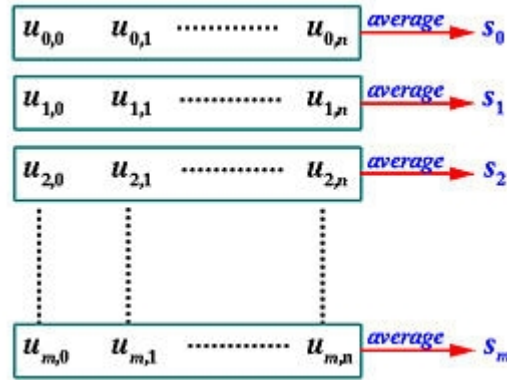 u0,0 u0,1 ............ u0,n average s0
u1,0 u1,1 ............ u1,n average s1
u2,0 u2,1 ............ u2,n average s2
um,0 um,1 ............ um,n average sm